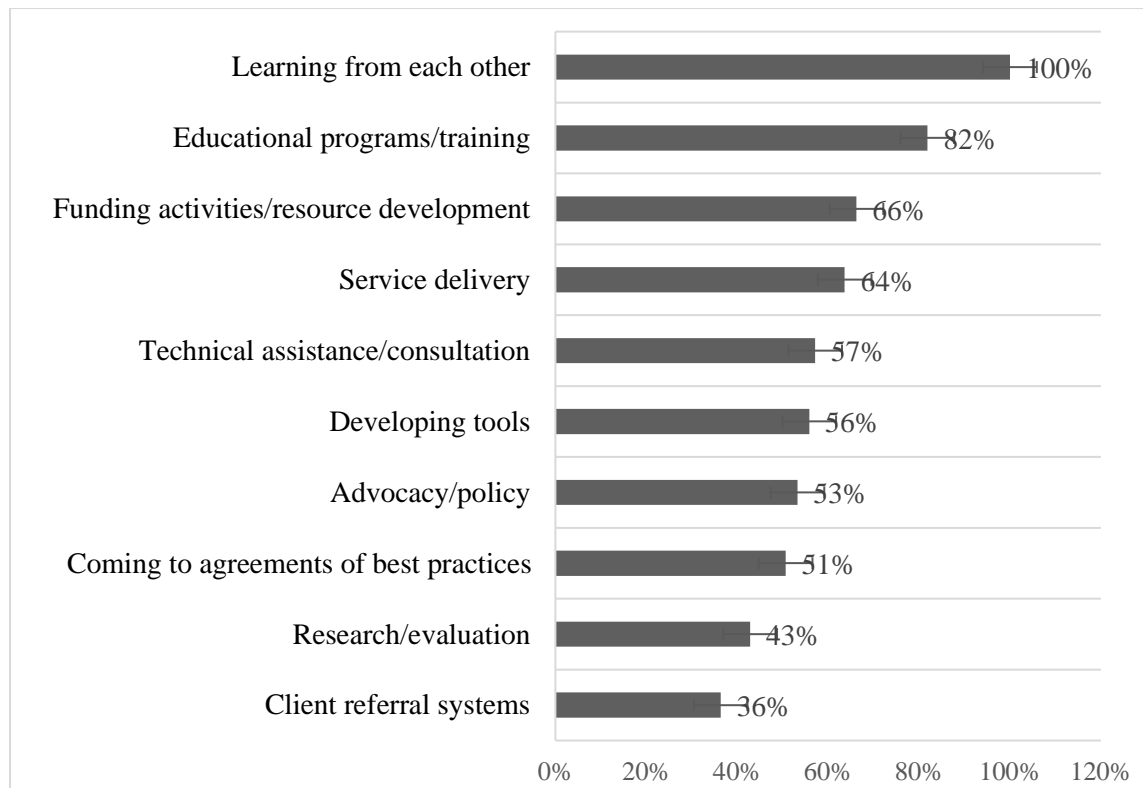 Learning from each other 100%
Educational programs/training 82%
Funding activities/resource development 66%
Service delivery 64%
Technical assistance/consultation 57%
Developing tools 56%
Advocacy/policy 53%
Coming to agreements of best practices 51%
Research/evaluation 43%
Client referral systems 36%
0% 20% 40% 60% 80% 100% 120%